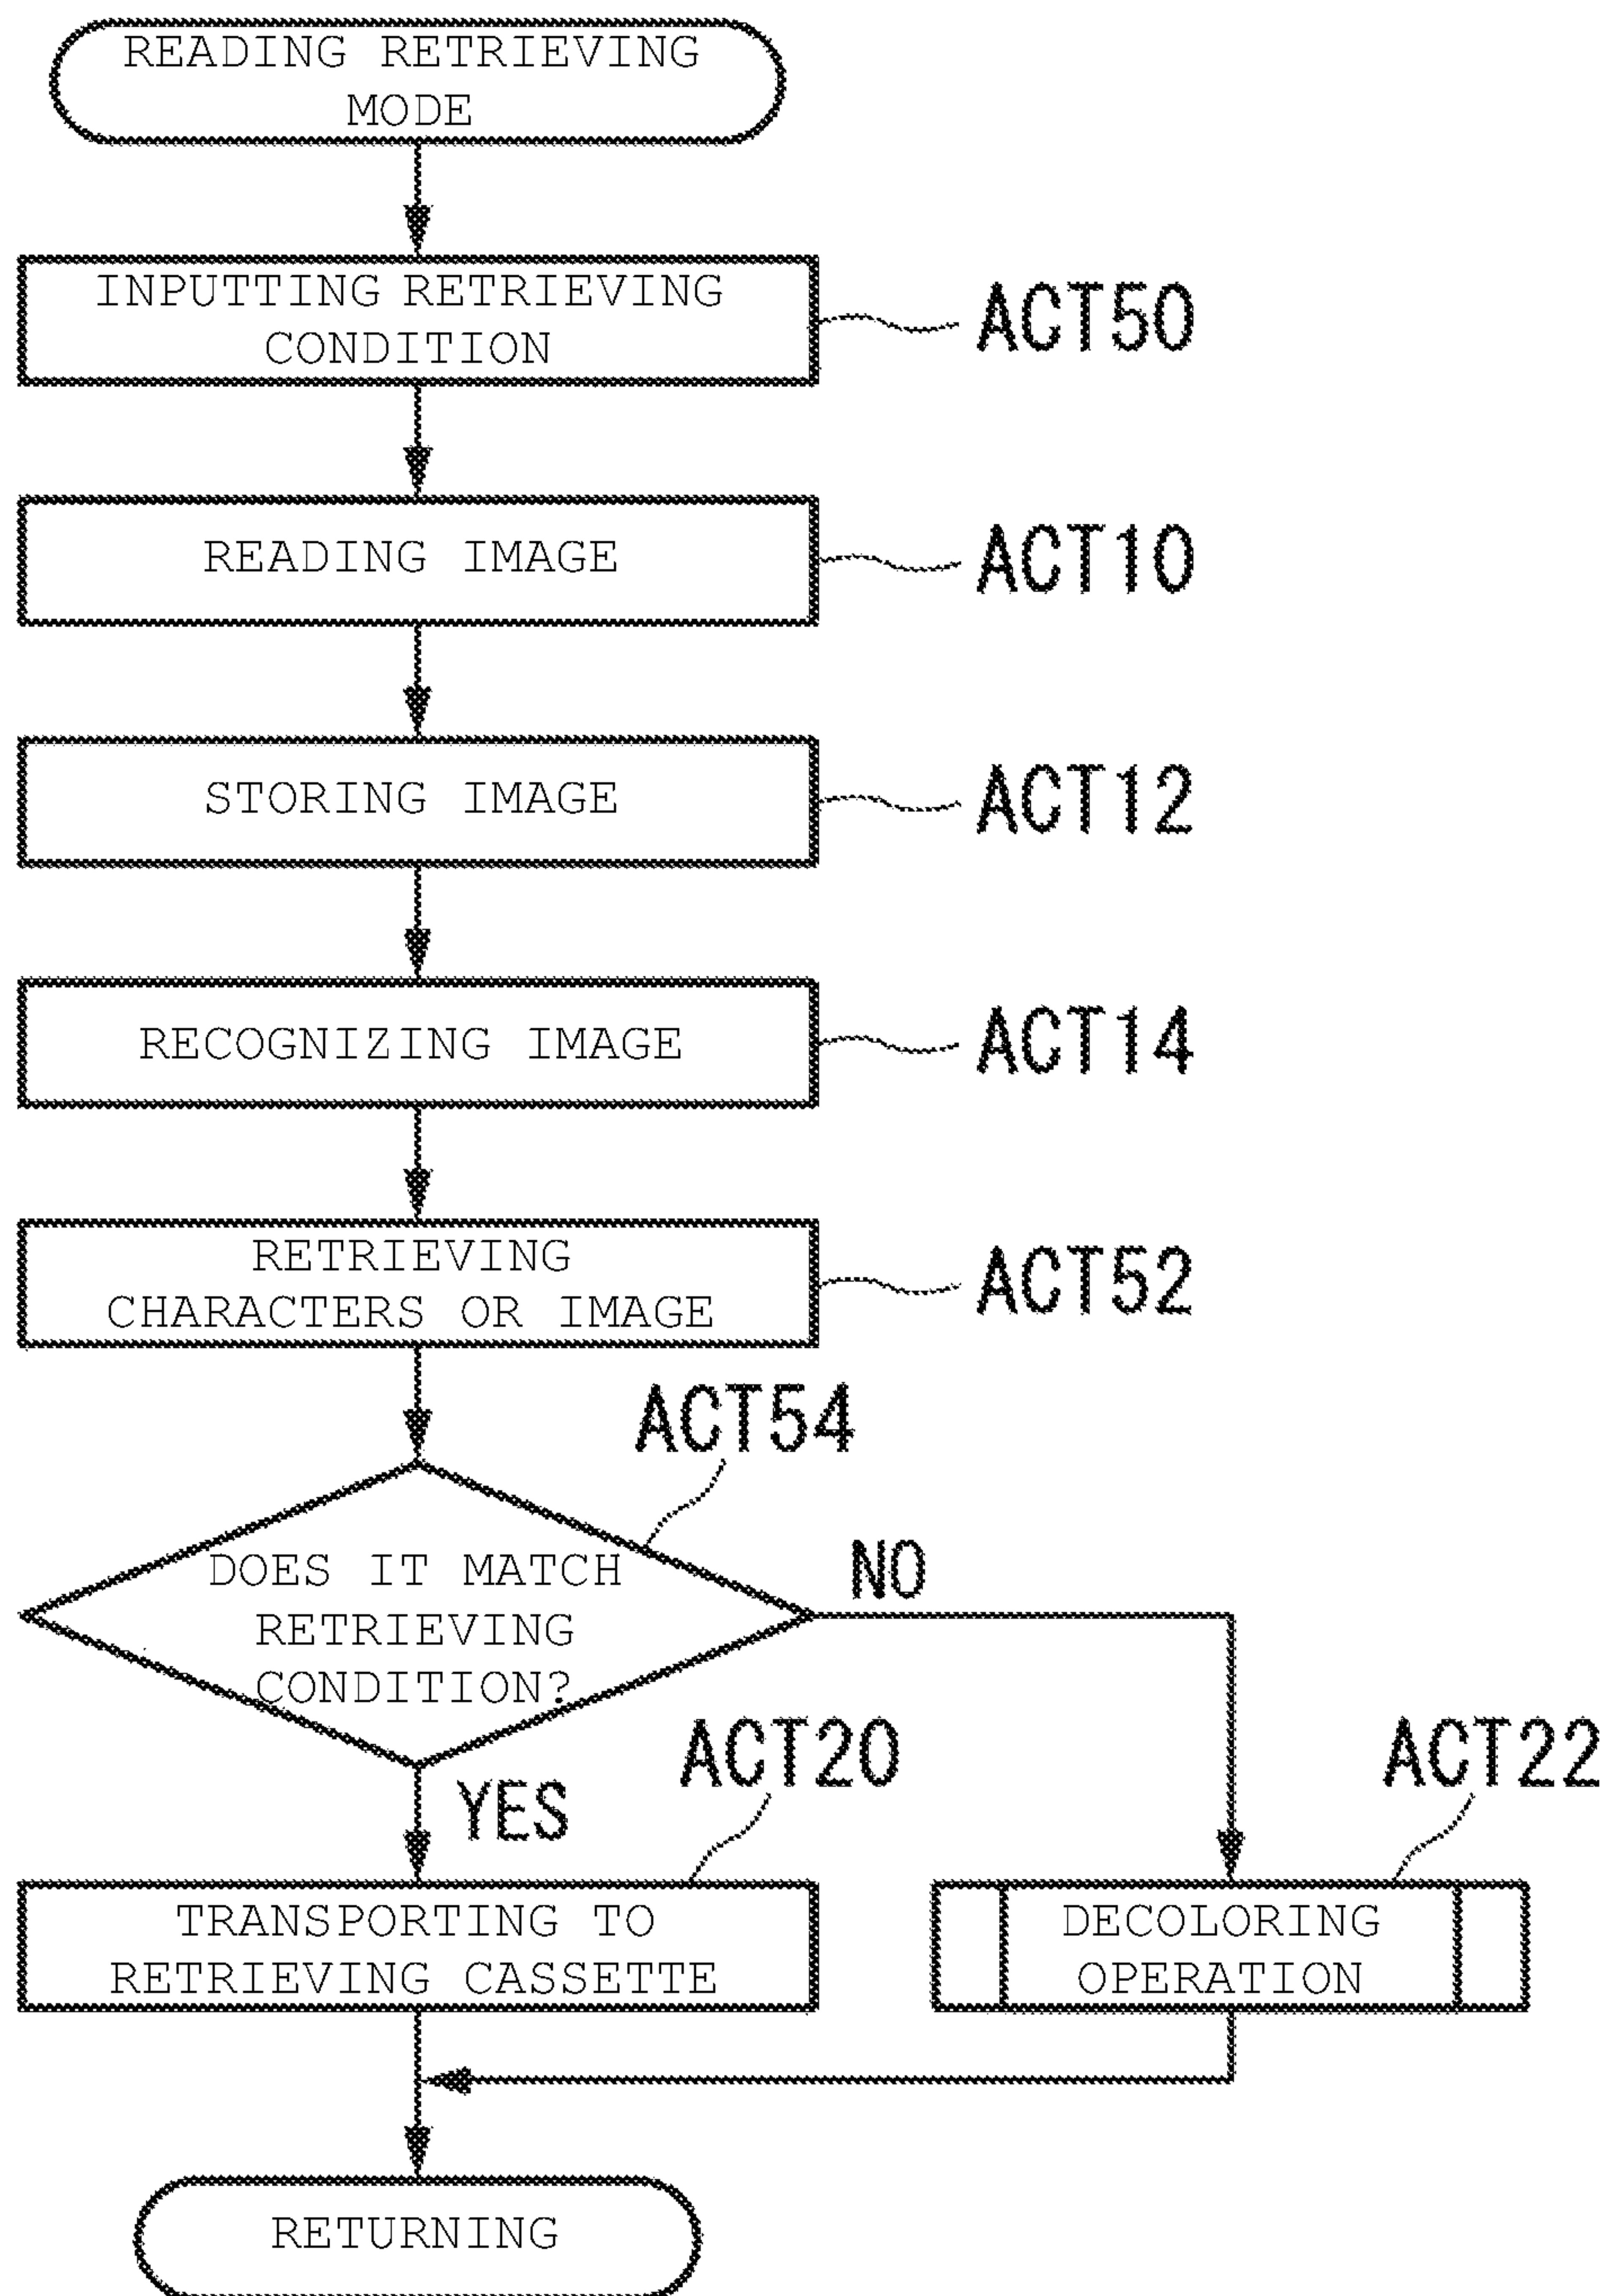 READING RETRIEVING
MODE
INPUTTING RETRIEVING
CONDITION
ACT50
READING IMAGE
ACT10
STORING IMAGE
ACT12
RECOGNIZING IMAGE
ACT14
RETRIEVING
CHARACTERS OR IMAGE
ACT52
ACT54
DOES IT MATCH
RETRIEVING
CONDITION?
NO
YES
ACT20
ACT22
TRANSPORTING TO
RETRIEVING CASSETTE
DECOLORING
OPERATION
RETURNING